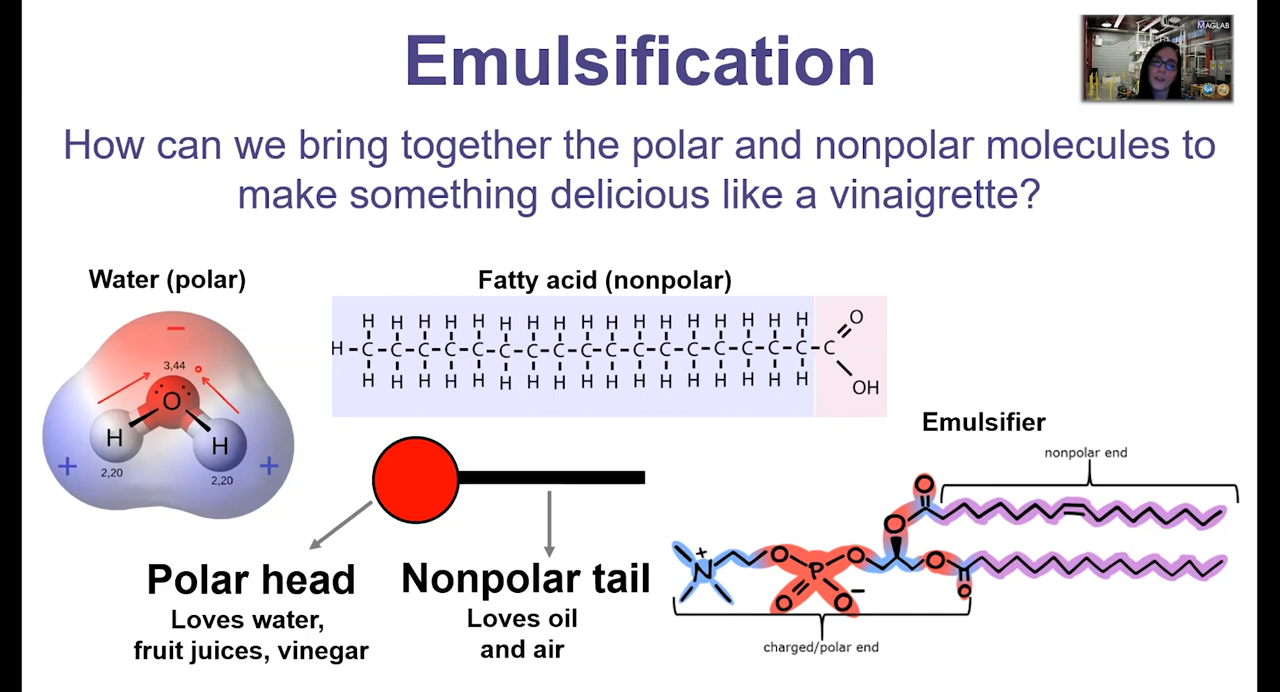 MAGLAB
Emulsification
How can we bring together the polar and nonpolar molecules to
make something delicious like a vinaigrette?
Water (polar)
−
3,44
O
H
H
+
+
2,20
2,20
Fatty acid (nonpolar)
H H H H H H H H H H H H H H H H H O
H-C-C-C-C-C-C-C-C-C-C-C-C-C-C-C-C-C-C
H H H H H H H H H H H H H H H H H OH
Emulsifier
nonpolar end
O
O
N+ O P O O
O O− O
charged/polar end
Polar head
Loves water,
fruit juices, vinegar
Nonpolar tail
Loves oil
and air